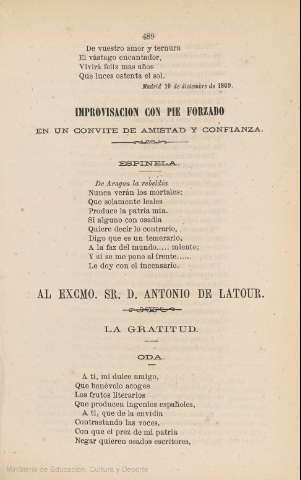 489
De vuestro amor y ternura
El vástago encantador,
Vivirá feliz mas años
Que luces ostenta el sol.
Madrid 10 de diciembre de 1859.
IMPROVISACION CON PIE FORZADO
EN UN CONVITE DE AMISTAD Y CONFIANZA.
ESPINELA.
De Aragon la rebeldía
Nunca verán los mortales;
Que solamente leales
Produce la patria mia.
Si alguno con osadía
Quiere decir lo contrario,
Digo que es un temerario,
A la faz del mundo..... miente;
Y si se me pone al frente.....
Le doy con el incensario.
AL EXCMO. SR. D. ANTONIO DE LATOUR.
LA GRATITUD.
ODA.
A ti, mi dulce amigo,
Que benévolo acoges
Los frutos literarios
Que producen ingenios españoles,
A ti, que de la envidia
Contrastando las voces,
Con que el prez de mi patria
Negar quieren osados escritores,
Ministerio de Educación, Cultura y Deporte